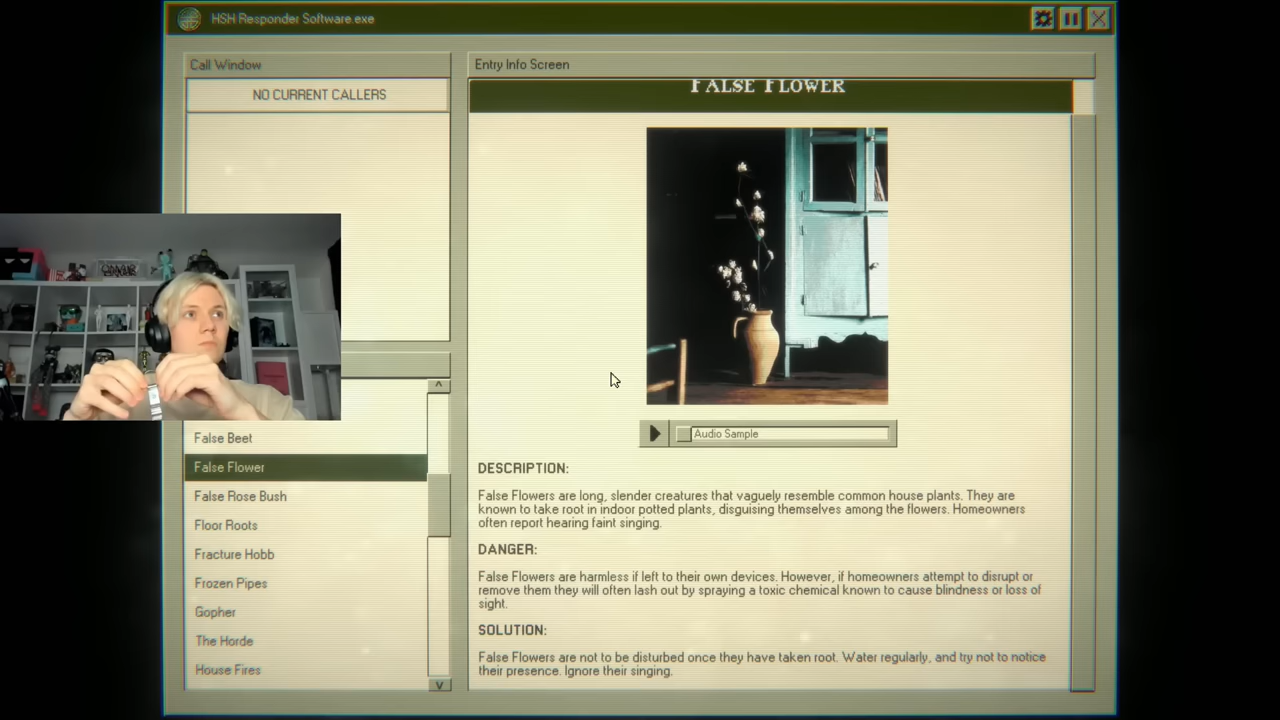 HSH Responder Software.exe
Call Window
NO CURRENT CALLERS
False Beet
False Flower
False Rose Bush
Floor Roots
Fracture Hobb
Frozen Pipes
Gopher
The Horde
House Fires
Entry Info Screen
FALSE FLOWER
Audio Sample
DESCRIPTION:
False Flowers are long, slender creatures that vaguely resemble common house plants. They are
known to take root in indoor potted plants, disguising themselves among the flowers. Homeowners
often report hearing faint singing.
DANGER:
False Flowers are harmless if left to their own devices. However, if homeowners attempt to disrupt or
remove them they will often lash out by spraying a toxic chemical known to cause blindness or loss of
sight.
SOLUTION:
False Flowers are not to be disturbed once they have taken root. Water regularly, and try not to notice
their presence. Ignore their singing.